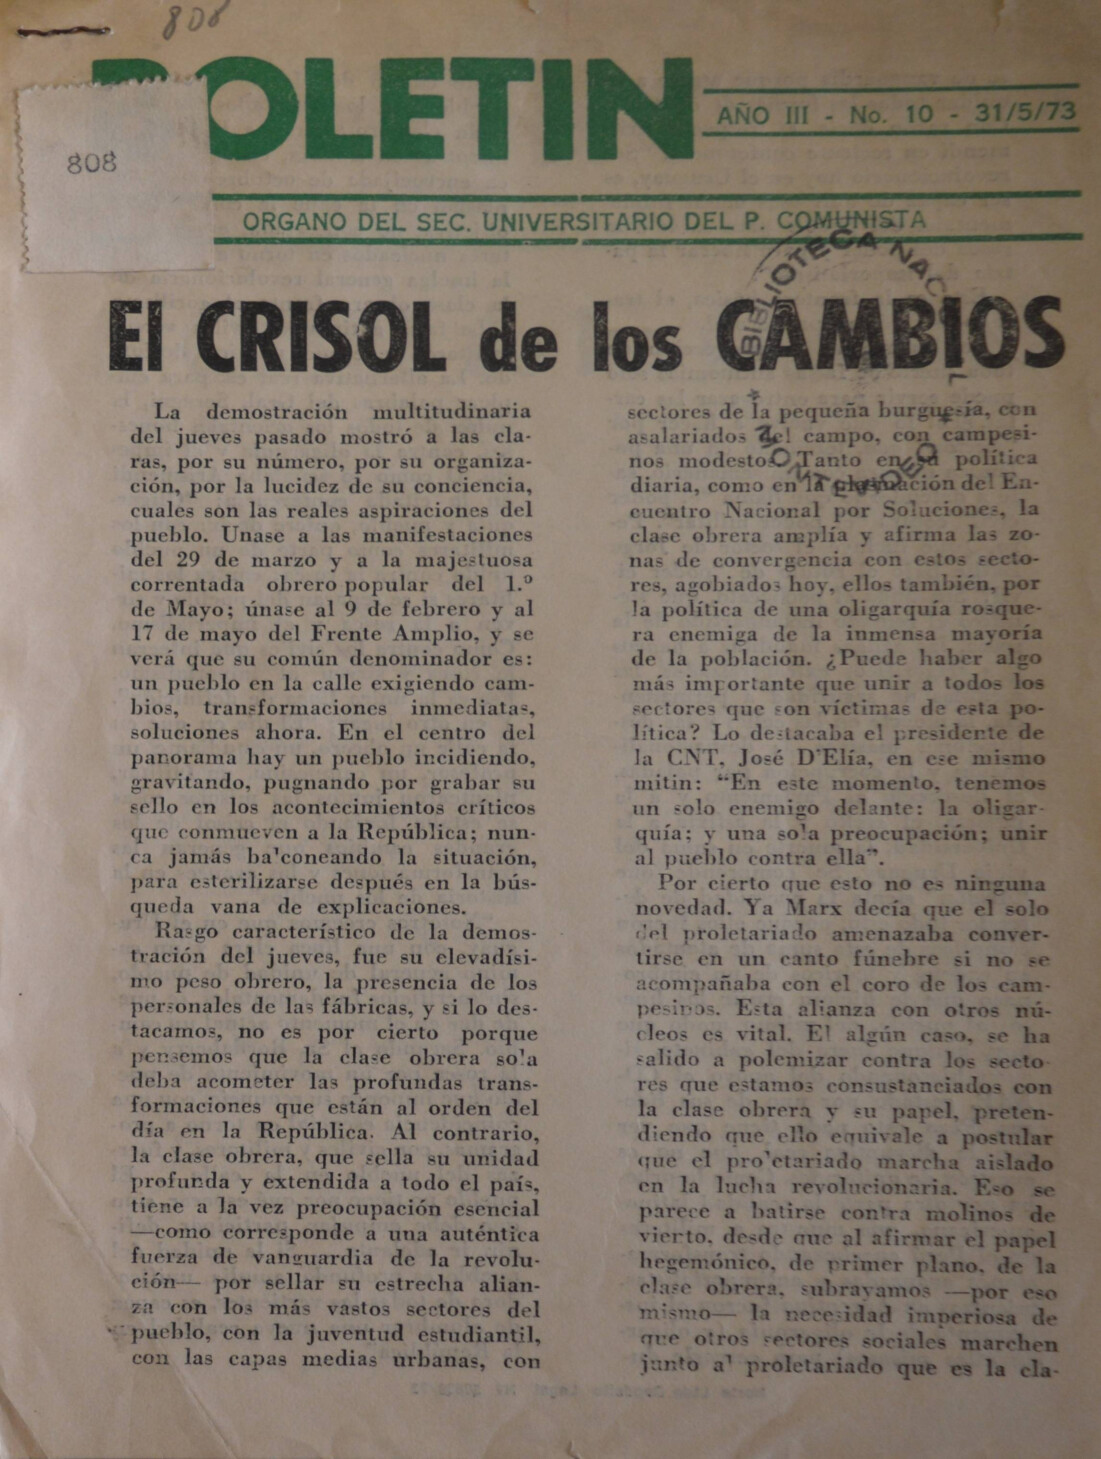 808
BOLETIN
AÑO III - No. 10 - 31/5/73
808
ORGANO DEL SEC. UNIVERSITARIO DEL P. COMUNISTA
BIBLIOTECA NAC
El CRISOL de los CAMBIOS
La demostración multitudinaria
del jueves pasado mostró a las cla-
ras, por su número, por su organiza-
ción, por la lucidez de su conciencia,
cuales son las reales aspiraciones del
pueblo. Unase a las manifestaciones
del 29 de marzo y a la majestuosa
correntada obrero popular del 1.º
de Mayo; únase al 9 de febrero y al
17 de mayo del Frente Amplio, y se
verá que su común denominador es:
un pueblo en la calle exigiendo cam-
bios, transformaciones inmediatas,
soluciones ahora. En el centro del
panorama hay un pueblo incidiendo,
gravitando, pugnando por grabar su
sello en los acontecimientos críticos
que conmueven a la República; nun-
ca jamás ba'coneando la situación,
para esterilizarse después en la bús-
queda vana de explicaciones.
Rasgo característico de la demos-
tración del jueves, fue su elevadísi-
mo peso obrero, la presencia de los
personales de las fábricas, y si lo des-
tacamos, no es por cierto porque
pensemos que la clase obrera so'a
deba acometer las profundas trans-
formaciones que están al orden del
día en la República. Al contrario,
la clase obrera, que sella su unidad
profunda y extendida a todo el país,
tiene a la vez preocupación esencial
—como corresponde a una auténtica
fuerza de vanguardia de la revolu-
ción— por sellar su estrecha alian-
za con los más vastos sectores del
pueblo, con la juventud estudiantil,
con las capas medias urbanas, con
sectores de la pequeña burguesía, con
asalariados del campo, con campesi-
nos modestos. Tanto en su política
diaria, como en la del En-
cuentro Nacional por Soluciones, la
clase obrera amplía y afirma las zo-
nas de convergencia con estos secto-
res, agobiados hoy, ellos también, por
la política de una oligarquía rosque-
ra enemiga de la inmensa mayoría
de la población. ¿Puede haber algo
más importante que unir a todos los
sectores que son víctimas de esta po-
lítica? Lo destacaba el presidente de
la CNT, José D'Elía, en ese mismo
mitin: “En este momento, tenemos
un solo enemigo delante: la oligar-
quía; y una so'a preocupación; unir
al pueblo contra ella”.
Por cierto que esto no es ninguna
novedad. Ya Marx decía que el solo
del proletariado amenazaba conver-
tirse en un canto fúnebre si no se
acompañaba con el coro de los cam-
pesinos. Esta alianza con otros nú-
cleos es vital. El algún caso, se ha
salido a polemizar contra los secto-
res que estamos consustanciados con
la clase obrera y su papel, preten-
diendo que ello equivale a postular
que el pro'etariado marcha aislado
en la lucha revolucionaria. Eso se
parece a batirse contra molinos de
vierto, desde que al afirmar el papel
hegemónico, de primer plano, de la
clase obrera, subrayamos —por eso
mismo— la necesidad imperiosa de
que otros sectores sociales marchen
junto a' proletariado que es la cla-